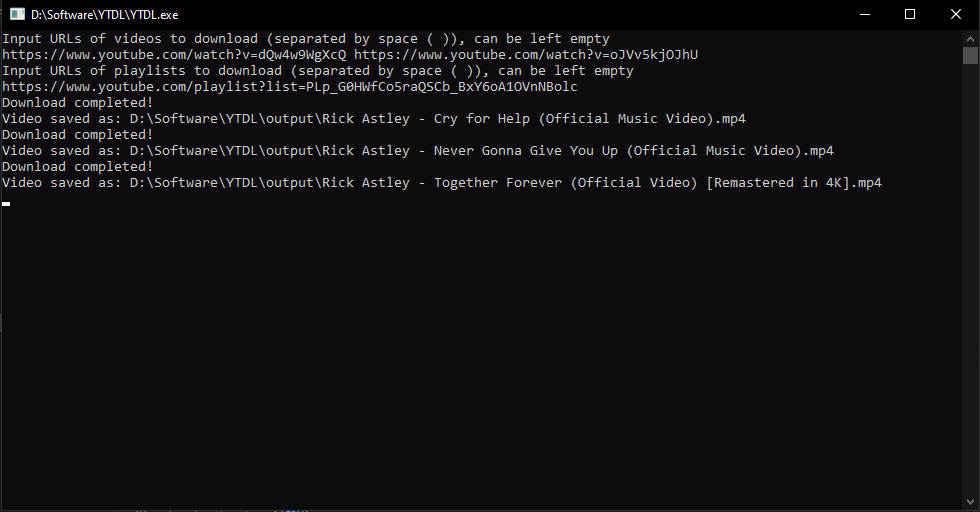 D:\Software\YTDL\YTDL.exe
Input URLs of videos to download (separated by space ( )), can be left empty
https://www.youtube.com/watch?v=dQw4w9WgXcQ https://www.youtube.com/watch?v=oJVv5kjOJhU
Input URLs of playlists to download (separated by space ( )), can be left empty
https://www.youtube.com/playlist?list=PLp_G0HWfCo5raQSCb_BxY6oA1OVnNBolc
Download completed!
Video saved as: D:\Software\YTDL\output\Rick Astley - Cry for Help (Official Music Video).mp4
Download completed!
Video saved as: D:\Software\YTDL\output\Rick Astley - Never Gonna Give You Up (Official Music Video).mp4
Download completed!
Video saved as: D:\Software\YTDL\output\Rick Astley - Together Forever (Official Video) [Remastered in 4K].mp4